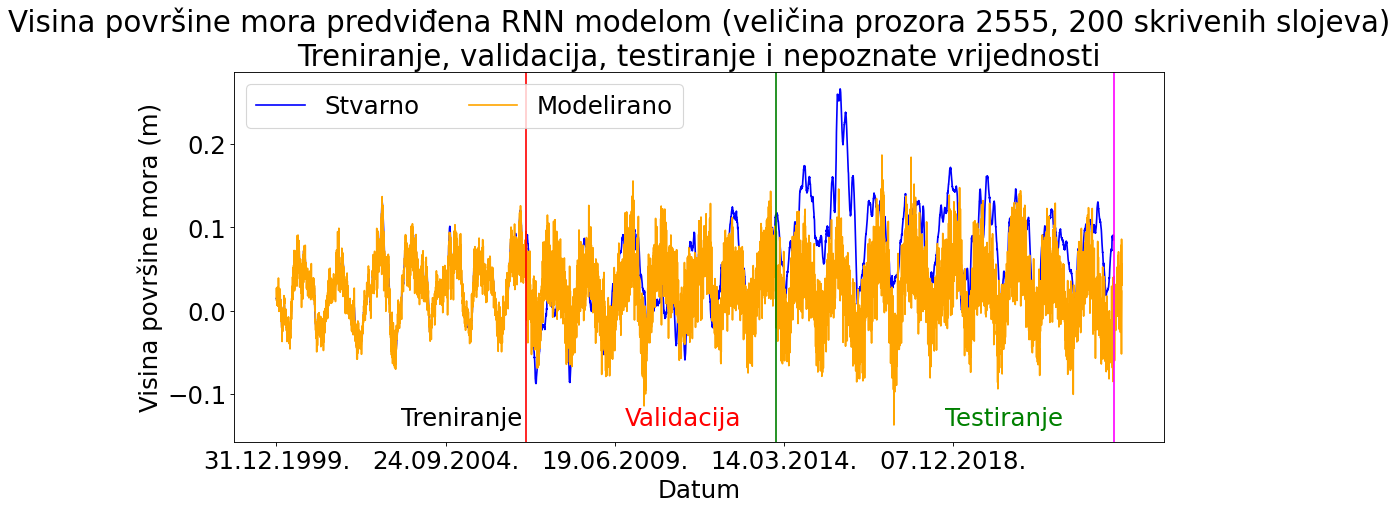 Visina površine mora predviđena RNN modelom (veličina prozora 2555, 200 skrivenih slojeva)
Treniranje, validacija, testiranje i nepoznate vrijednosti
Stvarno Modelirano
Visina površine mora (m)
0.2
0.1
0.0
−0.1
Treniranje Validacija Testiranje
31.12.1999. 24.09.2004. 19.06.2009. 14.03.2014. 07.12.2018.
Datum